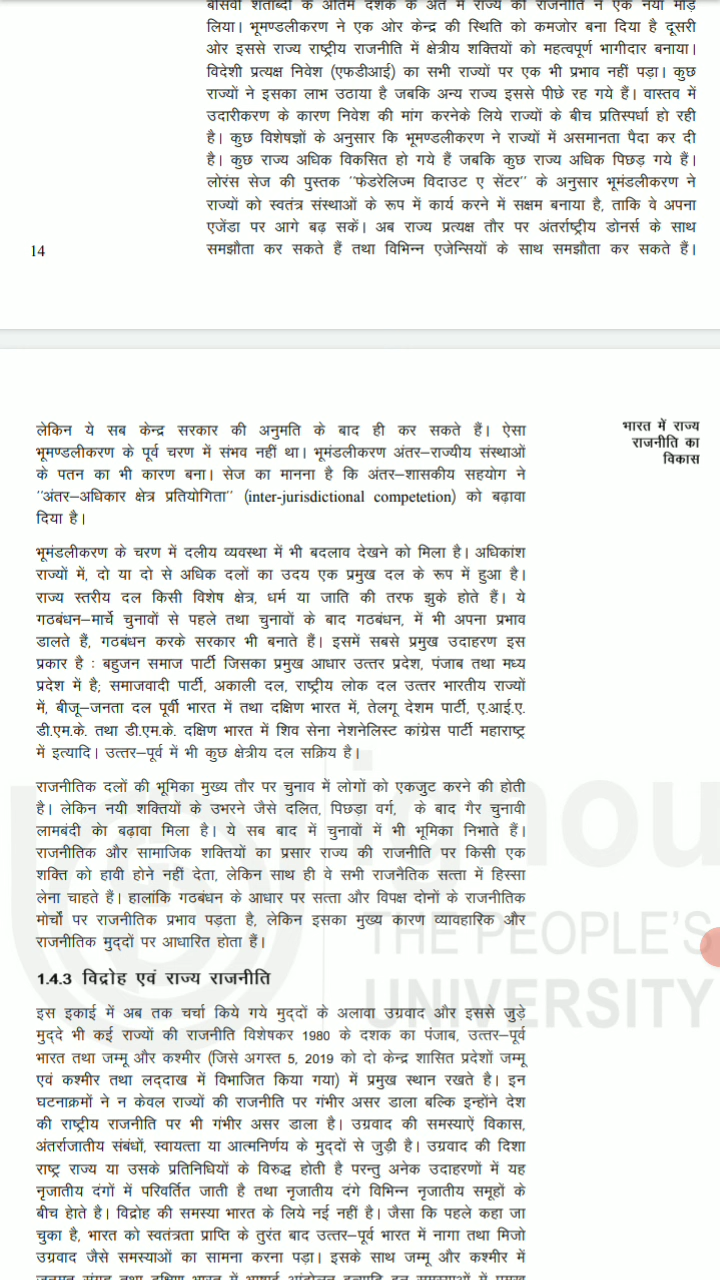 बीसवीं शताब्दी के अंतिम दशक के अंत में राज्य की राजनीति ने एक नया मोड़
लिया। भूमण्डलीकरण ने एक ओर केन्द्र की स्थिति को कमजोर बना दिया है दूसरी
ओर इससे राज्य राष्ट्रीय राजनीति में क्षेत्रीय शक्तियों को महत्वपूर्ण भागीदार बनाया।
विदेशी प्रत्यक्ष निवेश (एफडीआई) का सभी राज्यों पर एक भी प्रभाव नहीं पड़ा। कुछ
राज्यों ने इसका लाभ उठाया है जबकि अन्य राज्य इससे पीछे रह गये हैं। वास्तव में
उदारीकरण के कारण निवेश की मांग करनेके लिये राज्यों के बीच प्रतिस्पर्धा हो रही
है। कुछ विशेषज्ञों के अनुसार कि भूमण्डलीकरण ने राज्यों में असमानता पैदा कर दी
है। कुछ राज्य अधिक विकसित हो गये हैं जबकि कुछ राज्य अधिक पिछड़ गये हैं।
लोरंस सेज की पुस्तक ''फेडरेलिज्म विदाउट ए सेंटर'' के अनुसार भूमंडलीकरण ने
राज्यों को स्वतंत्र संस्थाओं के रूप में कार्य करने में सक्षम बनाया है, ताकि वे अपना
एजेंडा पर आगे बढ़ सकें। अब राज्य प्रत्यक्ष तौर पर अंतर्राष्ट्रीय डोनर्स के साथ
समझौता कर सकते हैं तथा विभिन्न एजेन्सियों के साथ समझौता कर सकते हैं।
14
लेकिन ये सब केन्द्र सरकार की अनुमति के बाद ही कर सकते हैं। ऐसा
भूमण्डलीकरण के पूर्व चरण में संभव नहीं था। भूमंडलीकरण अंतर–राज्यीय संस्थाओं
के पतन का भी कारण बना। सेज का मानना है कि अंतर–शासकीय सहयोग ने
''अंतर–अधिकार क्षेत्र प्रतियोगिता'' (inter-jurisdictional competetion) को बढ़ावा
दिया है।
भारत में राज्य
राजनीति का
विकास
भूमंडलीकरण के चरण में दलीय व्यवस्था में भी बदलाव देखने को मिला है। अधिकांश
राज्यों में, दो या दो से अधिक दलों का उदय एक प्रमुख दल के रूप में हुआ है।
राज्य स्तरीय दल किसी विशेष क्षेत्र, धर्म या जाति की तरफ झुके होते हैं। ये
गठबंधन–मार्चे चुनावों से पहले तथा चुनावों के बाद गठबंधन, में भी अपना प्रभाव
डालते हैं, गठबंधन करके सरकार भी बनाते हैं। इसमें सबसे प्रमुख उदाहरण इस
प्रकार है : बहुजन समाज पार्टी जिसका प्रमुख आधार उत्तर प्रदेश, पंजाब तथा मध्य
प्रदेश में है; समाजवादी पार्टी, अकाली दल, राष्ट्रीय लोक दल उत्तर भारतीय राज्यों
में, बीजू–जनता दल पूर्वी भारत में तथा दक्षिण भारत में, तेलगू देशम पार्टी, ए.आई.ए.
डी.एम.के. तथा डी.एम.के. दक्षिण भारत में शिव सेना नेशनेलिस्ट कांग्रेस पार्टी महाराष्ट्र
में इत्यादि। उत्तर–पूर्व में भी कुछ क्षेत्रीय दल सक्रिय है।
राजनीतिक दलों की भूमिका मुख्य तौर पर चुनाव में लोगों को एकजुट करने की होती
है। लेकिन नयी शक्तियों के उभरने जैसे दलित, पिछड़ा वर्ग, के बाद गैर चुनावी
लामबंदी केा बढ़ावा मिला है। ये सब बाद में चुनावों में भी भूमिका निभाते हैं।
राजनीतिक और सामाजिक शक्तियों का प्रसार राज्य की राजनीति पर किसी एक
शक्ति को हावी होने नहीं देता, लेकिन साथ ही वे सभी राजनैतिक सत्ता में हिस्सा
लेना चाहते हैं। हालांकि गठबंधन के आधार पर सत्ता और विपक्ष दोनों के राजनीतिक
मोर्चों पर राजनीतिक प्रभाव पड़ता है, लेकिन इसका मुख्य कारण व्यावहारिक और
राजनीतिक मुद्दों पर आधारित होता हैं।
ignou
THE PEOPLE'S
UNIVERSITY
1.4.3 विद्रोह एवं राज्य राजनीति
इस इकाई में अब तक चर्चा किये गये मुद्दों के अलावा उग्रवाद और इससे जुड़े
मुद्दे भी कई राज्यों की राजनीति विशेषकर 1980 के दशक का पंजाब, उत्तर–पूर्व
भारत तथा जम्मू और कश्मीर (जिसे अगस्त 5, 2019 को दो केन्द्र शासित प्रदेशों जम्मू
एवं कश्मीर तथा लद्दाख में विभाजित किया गया) में प्रमुख स्थान रखते है। इन
घटनाक्रमों ने न केवल राज्यों की राजनीति पर गंभीर असर डाला बल्कि इन्होंने देश
की राष्ट्रीय राजनीति पर भी गंभीर असर डाला है। उग्रवाद की समस्याऐं विकास,
अंतर्राजातीय संबंधों, स्वायत्ता या आत्मनिर्णय के मुद्दों से जुड़ी है। उग्रवाद की दिशा
राष्ट्र राज्य या उसके प्रतिनिधियों के विरुद्ध होती है परन्तु अनेक उदाहरणों में यह
नृजातीय दंगों में परिवर्तित जाती है तथा नृजातीय दंगे विभिन्न नृजातीय समूहों के
बीच हेाते है। विद्रोह की समस्या भारत के लिये नई नहीं है। जैसा कि पहले कहा जा
चुका है, भारत को स्वतंत्रता प्राप्ति के तुरंत बाद उत्तर–पूर्व भारत में नागा तथा मिजो
उग्रवाद जैसे समस्याओं का सामना करना पड़ा। इसके साथ जम्मू और कश्मीर में
जनमत संग्रह तथा दक्षिण भारत में भाषाई आंदोलन इत्यादि इन समस्याओं में प्रमुख